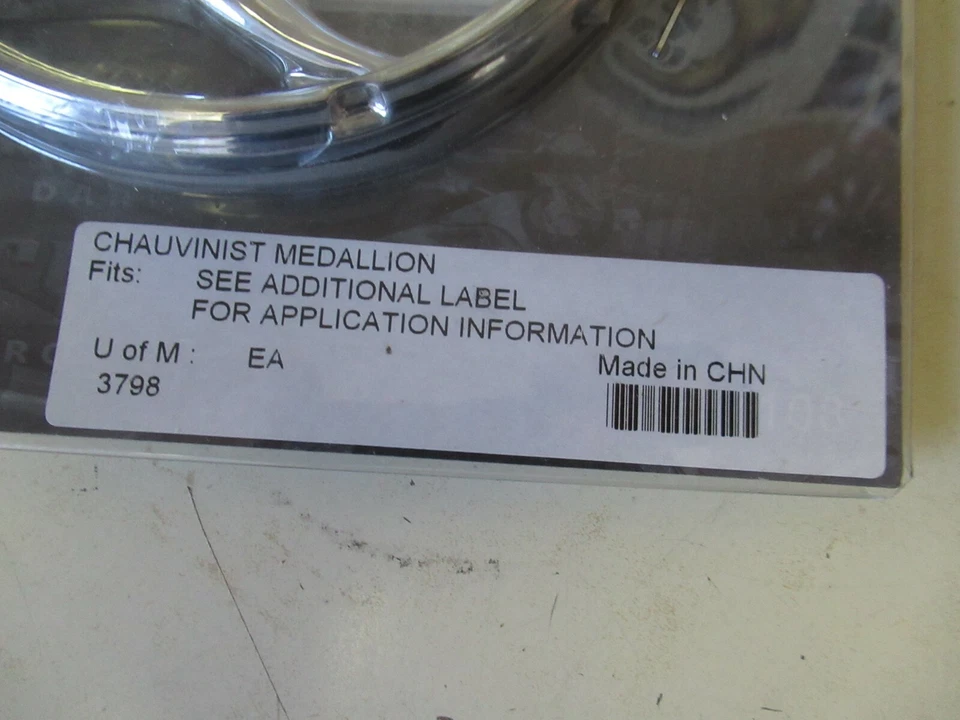 CHAUVINIST MEDALLION
Fits: SEE ADDITIONAL LABEL
FOR APPLICATION INFORMATION
U of M : EA
Made in CHN
3798